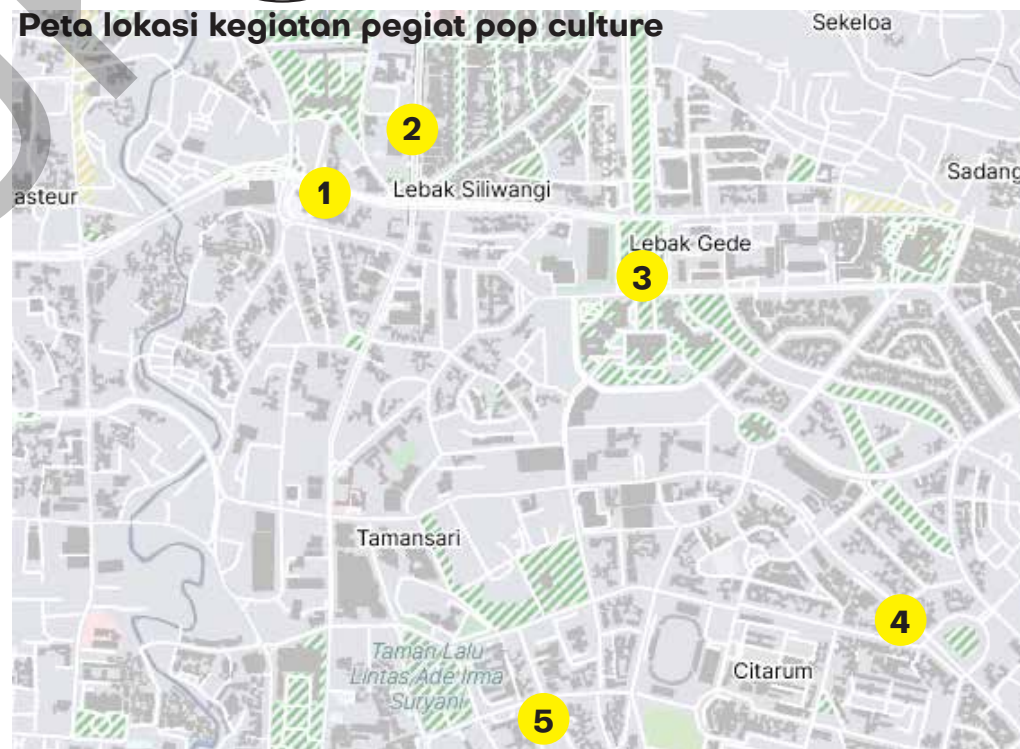 Peta lokasi kegiatan pegiat pop culture
Sekeloa
2
1
Lebak Siliwangi
asteur
Sadang
Lebak Gede
3
Tamansari
4
Taman Lalu
Lintas Ade Irma
Suryani
Citarum
5